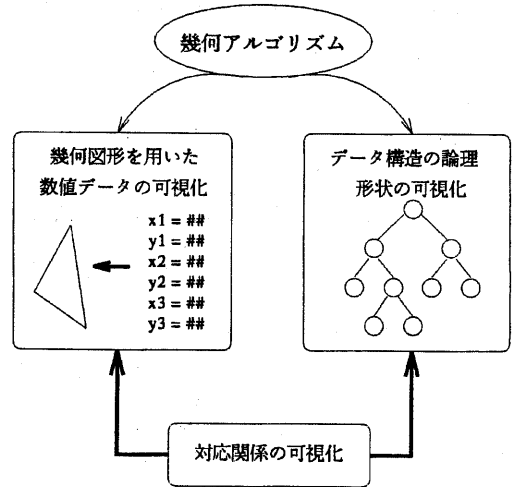 幾何アルゴリズム
幾何図形を用いた
数値データの可視化
x1 = ##
y1 = ##
x2 = ##
y2 = ##
x3 = ##
y3 = ##
データ構造の論理
形状の可視化
対応関係の可視化